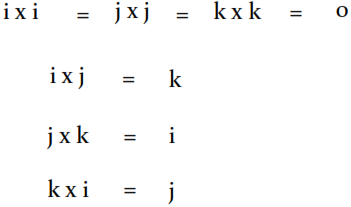 i x i = j x j = k x k = o
i x j = k
j x k = i
k x i = j